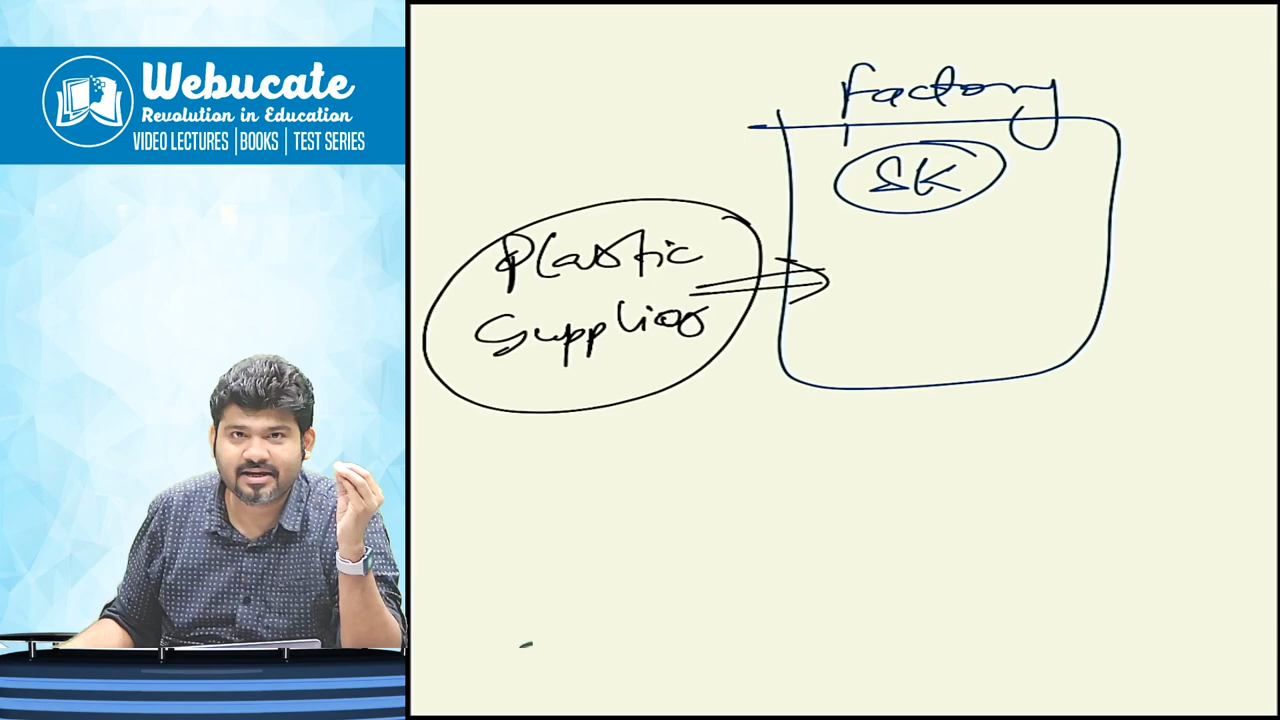 Webucate
Revolution in Education
VIDEO LECTURES | BOOKS | TEST SERIES
Factory
SK
Plastic
Supplier